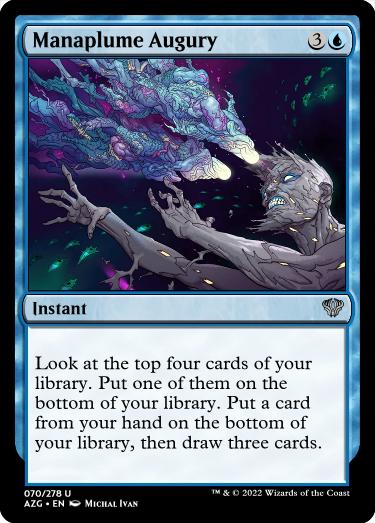 Manaplume Augury 3
Instant
Look at the top four cards of your
library. Put one of them on the
bottom of your library. Put a card
from your hand on the bottom of
your library, then draw three cards.
070/278 U
™ & © 2022 Wizards of the Coast
AZG • EN Michal Ivan